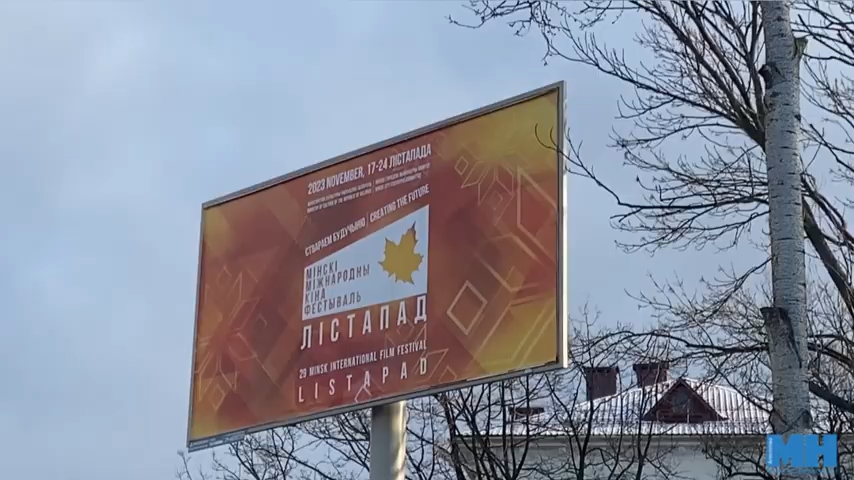 2023 NOVEMBER, 17-24 ЛІСТАПАДА
СТВАРАЕМ БУДУЧЫНЮ | CREATING THE FUTURE
МІНСКІ
МІЖНАРОДНЫ
КІНА
ФЕСТЫВАЛЬ
ЛІСТАПАД
29 MINSK INTERNATIONAL FILM FESTIVAL
LISTAPAD
МН